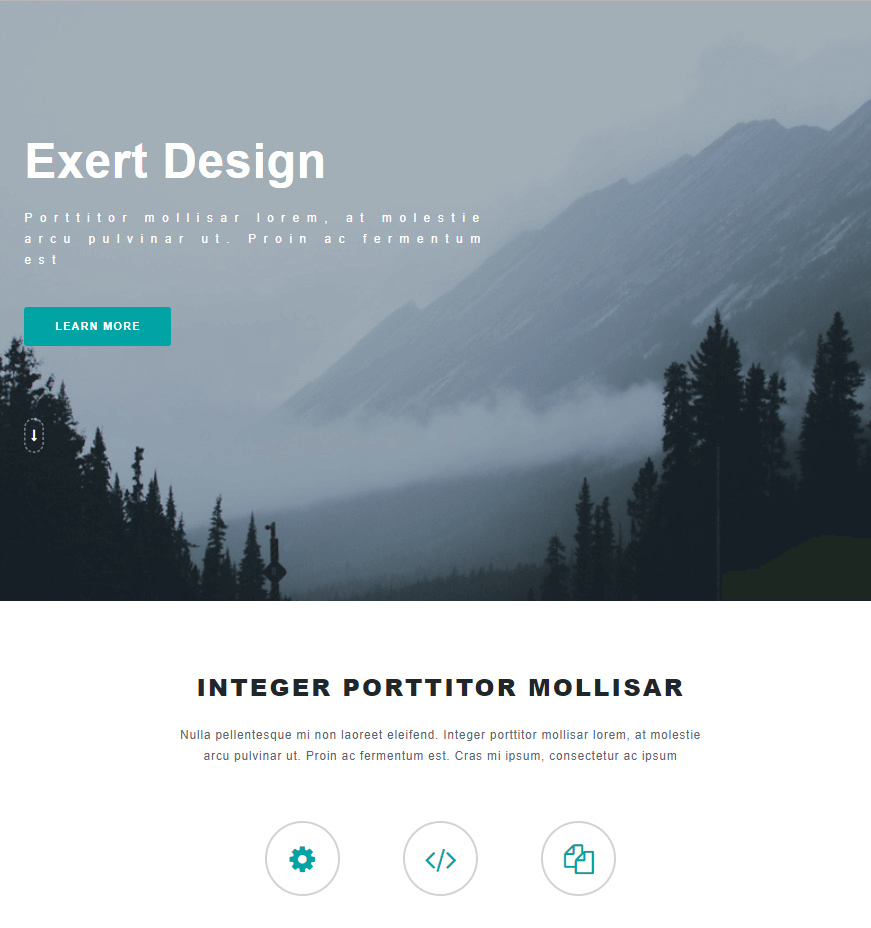 Exert Design
Porttitor mollisar lorem, at molestie
arcu pulvinar ut. Proin ac fermentum
est
LEARN MORE
INTEGER PORTTITOR MOLLISAR
Nulla pellentesque mi non laoreet eleifend. Integer porttitor mollisar lorem, at molestie
arcu pulvinar ut. Proin ac fermentum est. Cras mi ipsum, consectetur ac ipsum